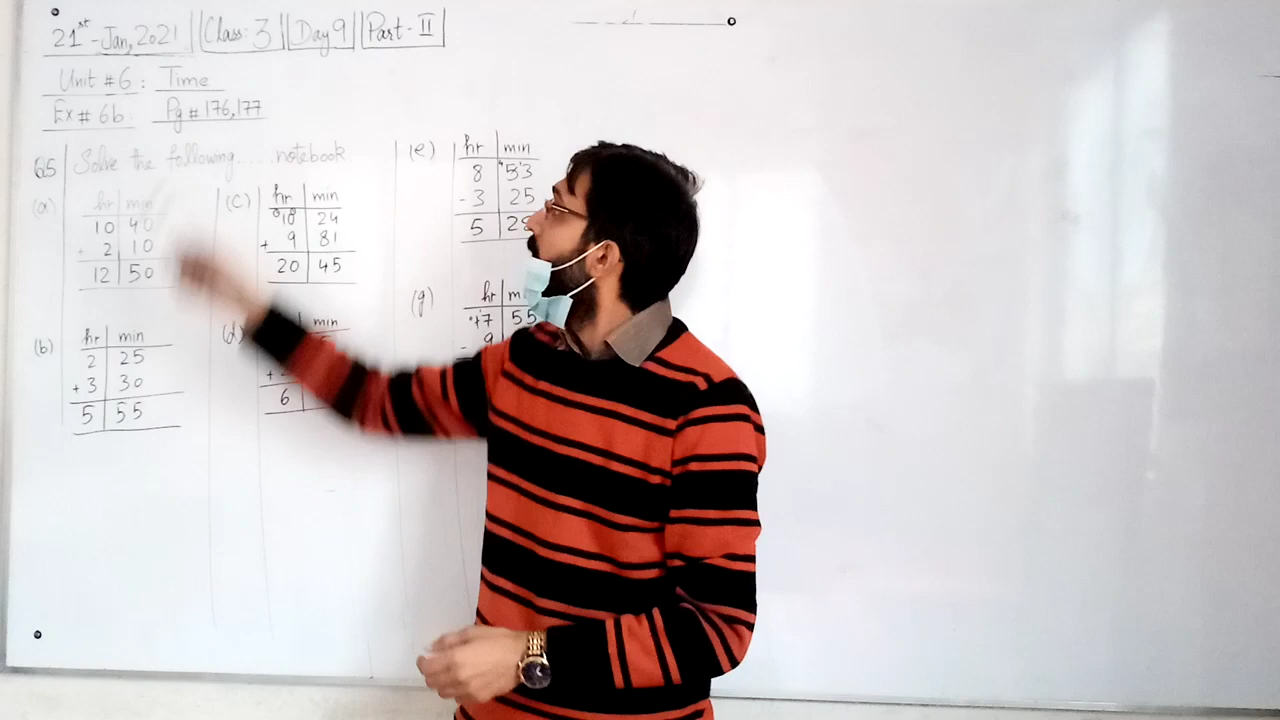 21st-Jan, 2021 | Class: 3 | Day 9 | Part-II
Unit #6: Time
Ex# 6b: Pg# 176,177
Q5 Solve the following.....notebook
(a)
hr | min
10 | 40
+ 2 | 10
12 | 50
(b)
hr | min
2 | 25
+3 | 30
5 | 55
(c)
hr | min
24
+ 9 | 81
20 | 45
(d)
min
+
6
(e)
hr | min
8 | 53
-3 | 25
5
(g)
hr
17 | 55
- 9